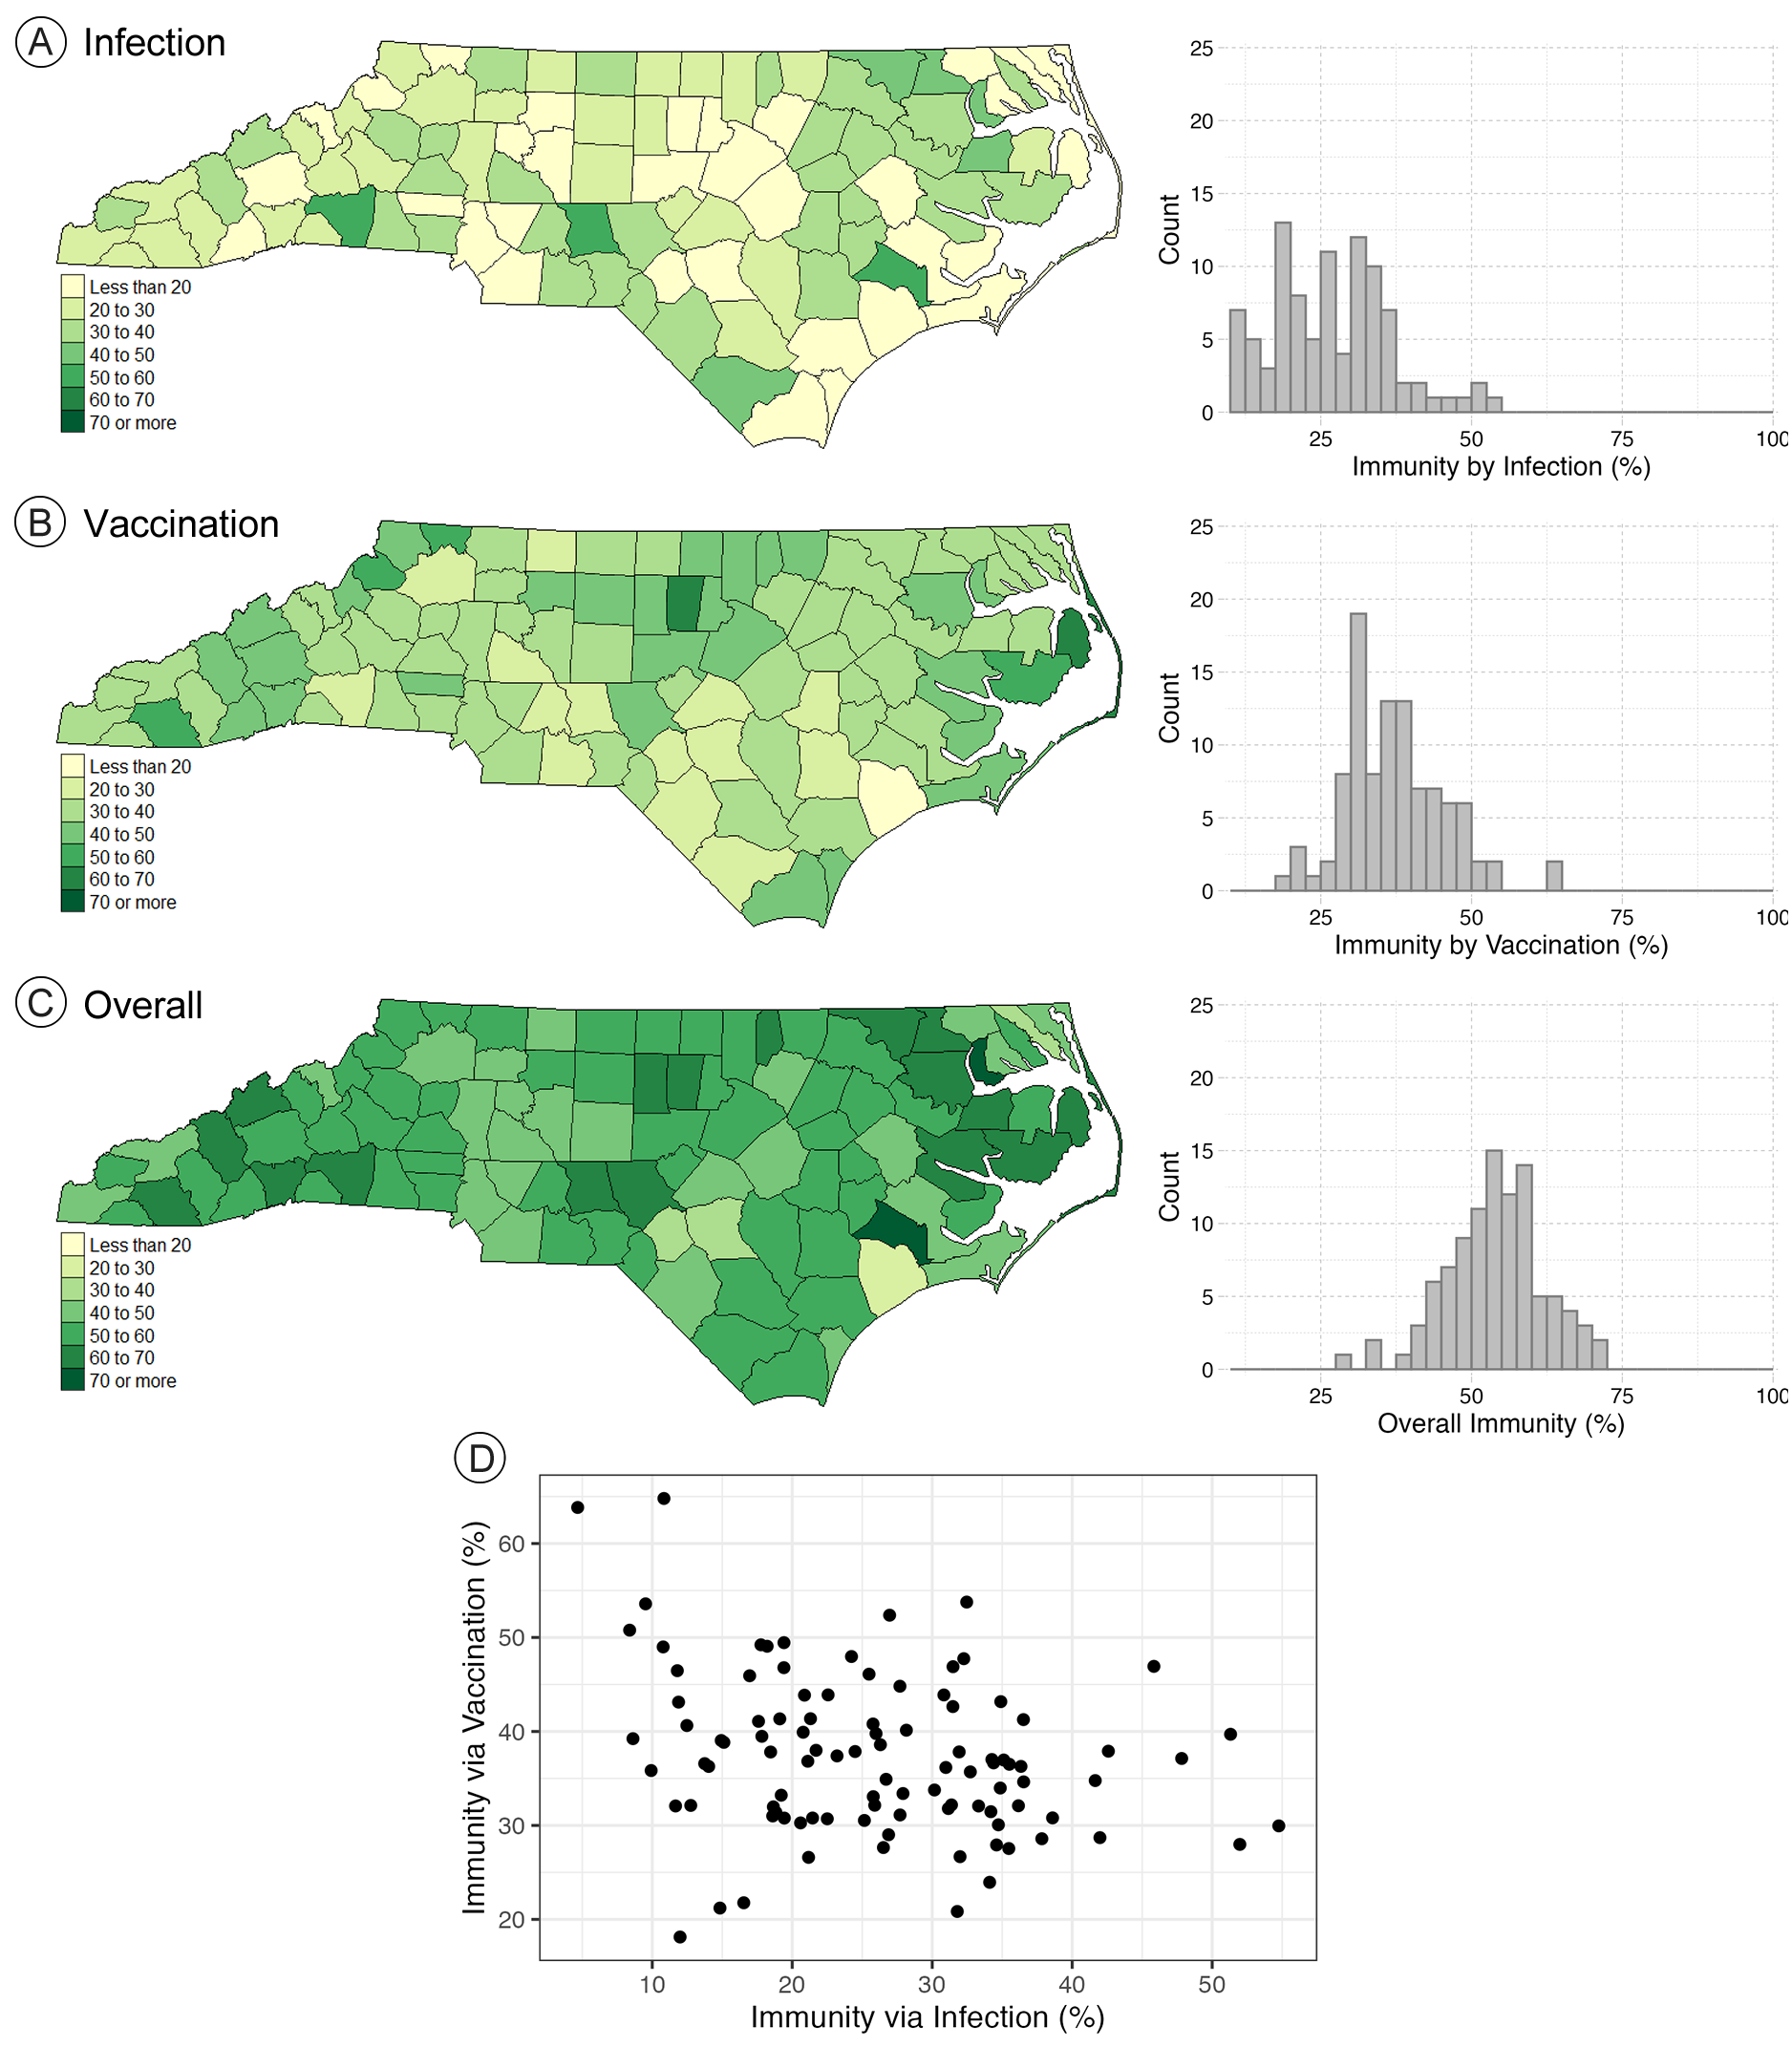 A Infection
Less than 20
20 to 30
30 to 40
40 to 50
50 to 60
60 to 70
70 or more
25
20
15
10
5
0
Count
25 50 75 100
Immunity by Infection (%)
B Vaccination
Less than 20
20 to 30
30 to 40
40 to 50
50 to 60
60 to 70
70 or more
25
20
15
10
5
0
Count
25 50 75 100
Immunity by Vaccination (%)
C Overall
Less than 20
20 to 30
30 to 40
40 to 50
50 to 60
60 to 70
70 or more
25
20
15
10
5
0
Count
25 50 75 100
Overall Immunity (%)
D
60
50
40
30
20
Immunity via Vaccination (%)
10 20 30 40 50
Immunity via Infection (%)